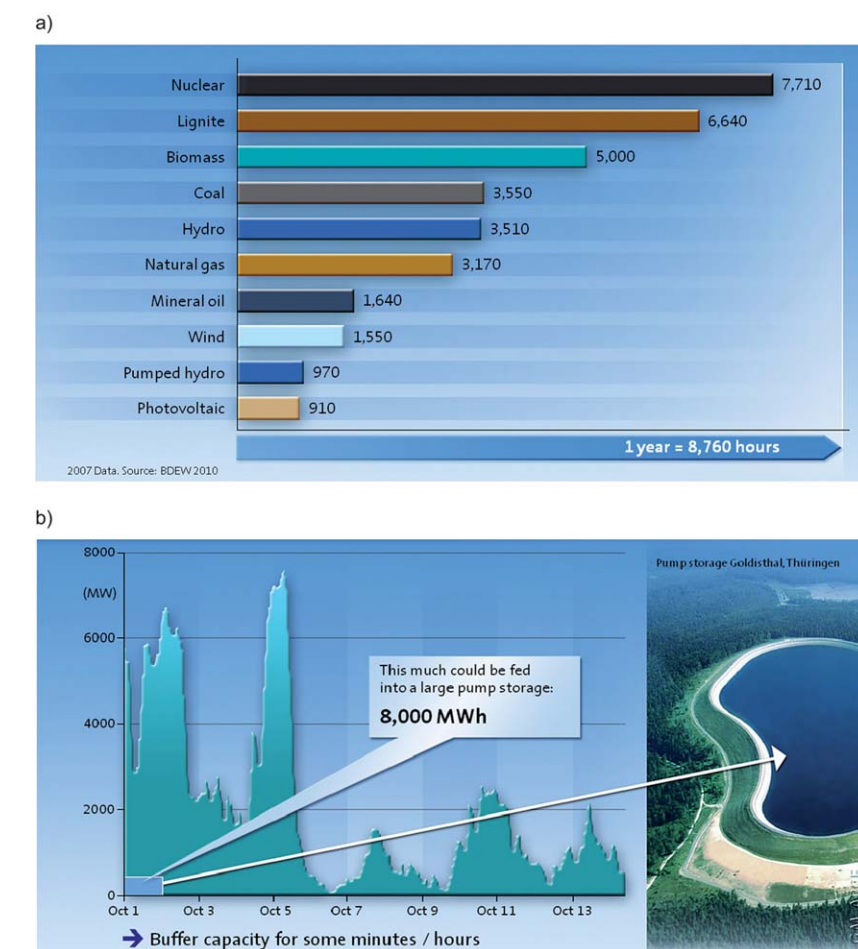 a)
Nuclear 7,710
Lignite 6,640
Biomass 5,000
Coal 3,550
Hydro 3,510
Natural gas 3,170
Mineral oil 1,640
Wind 1,550
Pumped hydro 970
Photovoltaic 910
1 year = 8,760 hours
2007 Data. Source: BDEW 2010
b)
8000
(MW)
6000
4000
2000
0
Pump storage Goldisthal, Thüringen
This much could be fed
into a large pump storage:
8,000 MWh
Oct 1 Oct 3 Oct 5 Oct 7 Oct 9 Oct 11 Oct 13
➔ Buffer capacity for some minutes / hours